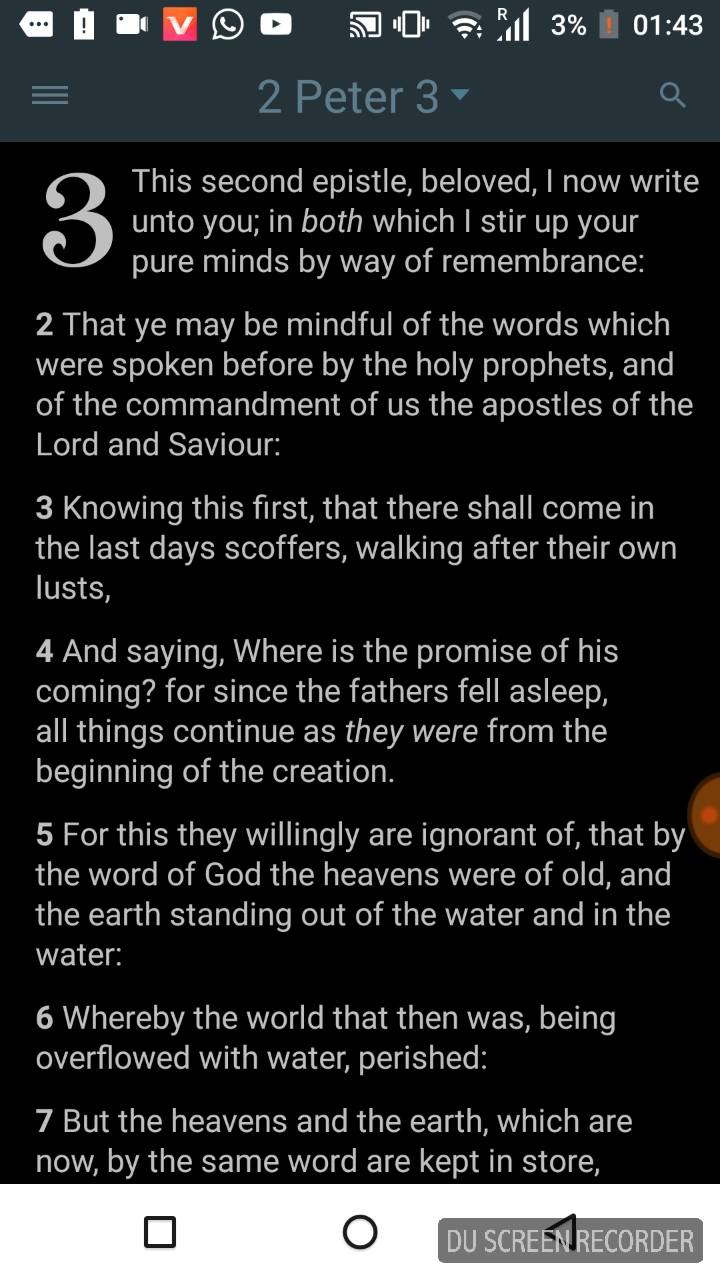 R
3%
01:43
2 Peter 3
3 This second epistle, beloved, I now write
unto you; in both which I stir up your
pure minds by way of remembrance:
2 That ye may be mindful of the words which
were spoken before by the holy prophets, and
of the commandment of us the apostles of the
Lord and Saviour:
3 Knowing this first, that there shall come in
the last days scoffers, walking after their own
lusts,
4 And saying, Where is the promise of his
coming? for since the fathers fell asleep,
all things continue as they were from the
beginning of the creation.
5 For this they willingly are ignorant of, that by
the word of God the heavens were of old, and
the earth standing out of the water and in the
water:
6 Whereby the world that then was, being
overflowed with water, perished:
7 But the heavens and the earth, which are
now, by the same word are kept in store,
DU SCREEN RECORDER